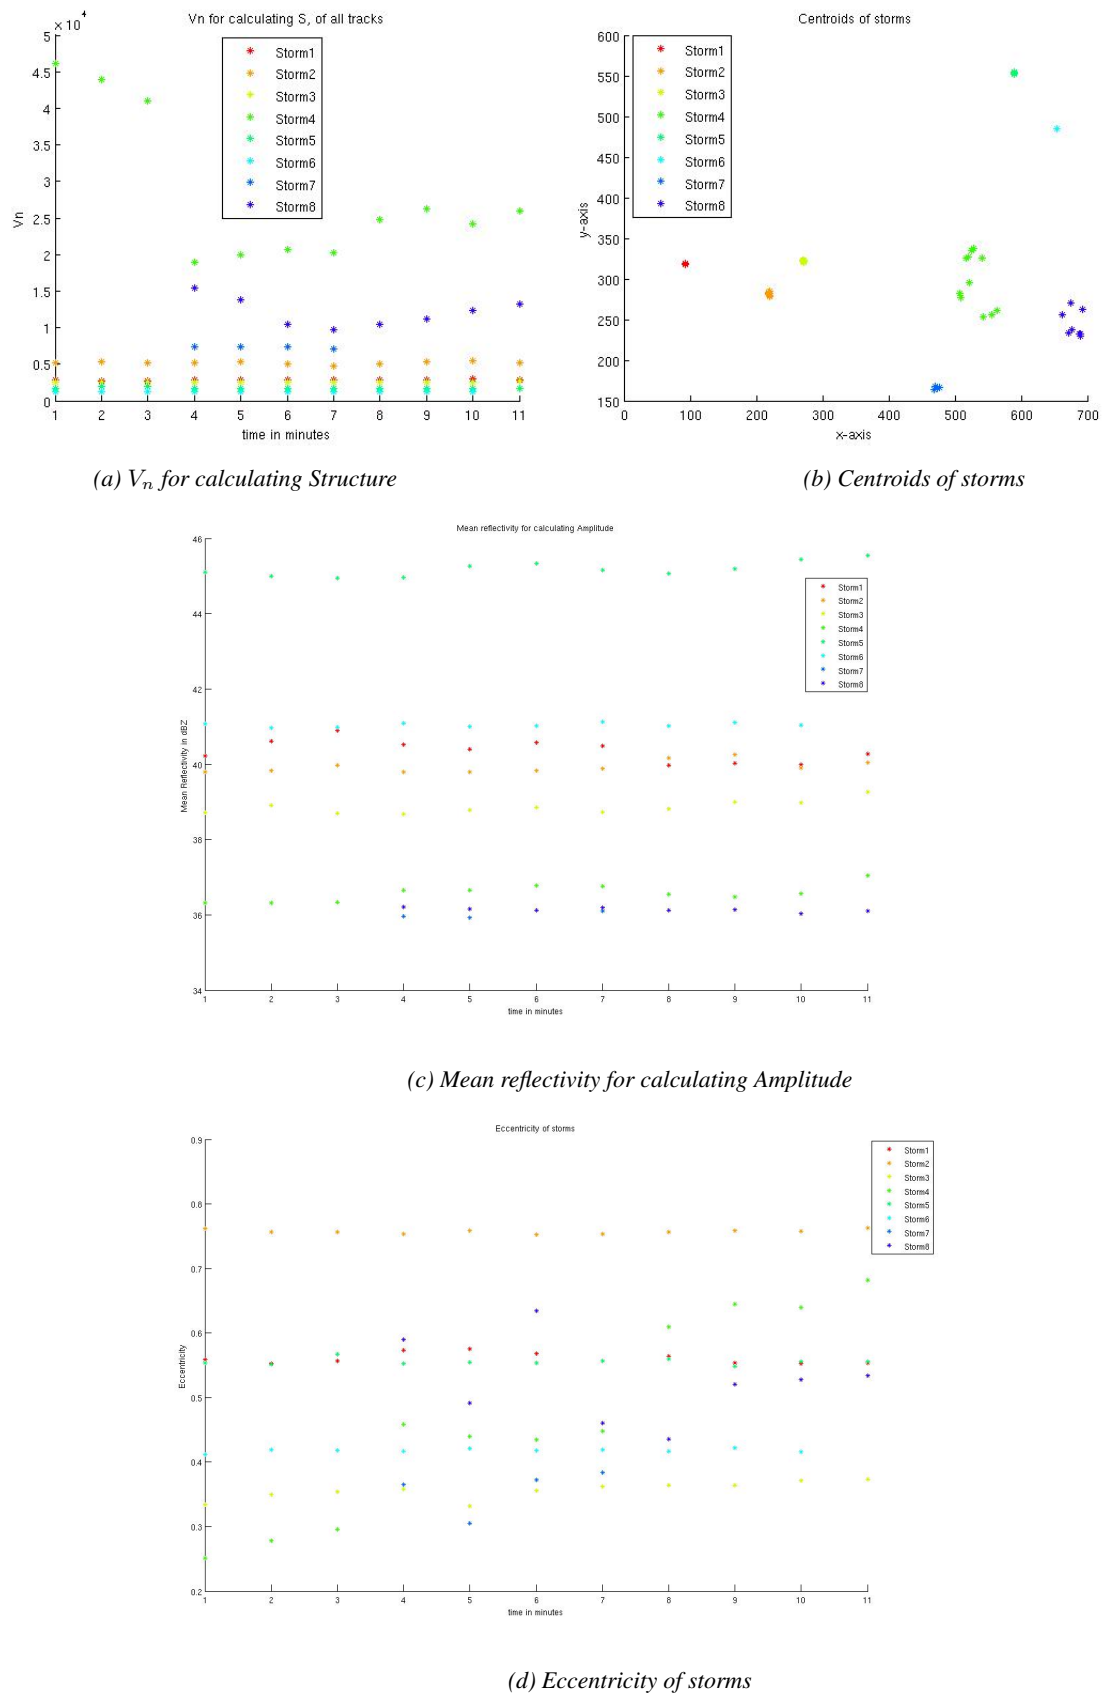 Vn for calculating S, of all tracks
× 10^4
5
4.5
4
3.5
3
2.5
2
1.5
1
0.5
0
Vn
Storm1
Storm2
Storm3
Storm4
Storm5
Storm6
Storm7
Storm8
1 2 3 4 5 6 7 8 9 10 11
time in minutes
(a) Vn for calculating Structure
Centroids of storms
600
550
500
450
400
350
300
250
200
150
y-axis
Storm1
Storm2
Storm3
Storm4
Storm5
Storm6
Storm7
Storm8
0 100 200 300 400 500 600 700
x-axis
(b) Centroids of storms
Mean reflectivity for calculating Amplitude
46
44
42
40
38
36
34
Mean Reflectivity in dBZ
Storm1
Storm2
Storm3
Storm4
Storm5
Storm6
Storm7
Storm8
1 2 3 4 5 6 7 8 9 10 11
time in minutes
(c) Mean reflectivity for calculating Amplitude
Eccentricity of storms
0.9
0.8
0.7
0.6
0.5
0.4
0.3
0.2
Eccentricity
Storm1
Storm2
Storm3
Storm4
Storm5
Storm6
Storm7
Storm8
1 2 3 4 5 6 7 8 9 10 11
time in minutes
(d) Eccentricity of storms